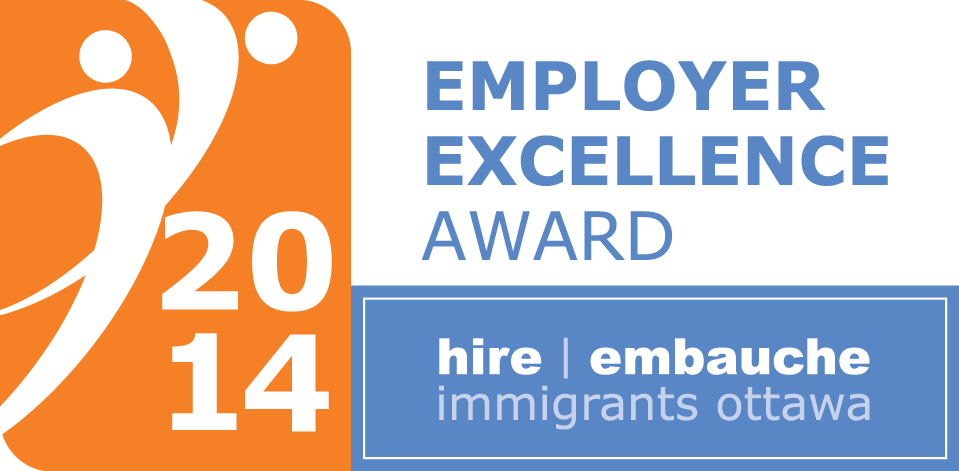 20
14
EMPLOYER
EXCELLENCE
AWARD
hire | embauche
immigrants ottawa